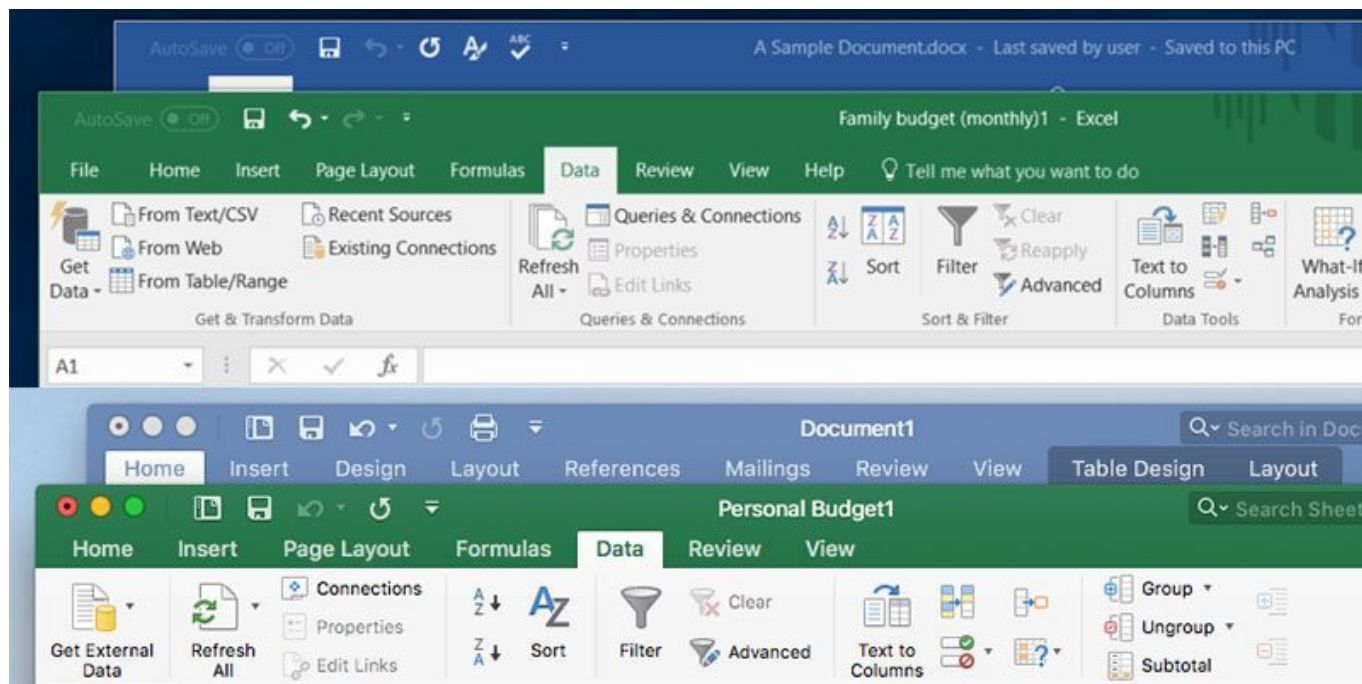 AutoSave Off ABC A Sample Document.docx - Last saved by user - Saved to this PC
AutoSave Off Family budget (monthly)1 - Excel
File Home Insert Page Layout Formulas Data Review View Help Tell me what you want to do
From Text/CSV Recent Sources Queries & Connections Clear
From Web Existing Connections Properties Reapply
Get Data From Table/Range Refresh All Edit Links Sort Filter Advanced Text to Columns What-If Analysis
Get & Transform Data Queries & Connections Sort & Filter Data Tools For
A1 fx
Document1 Search in Doc
Home Insert Design Layout References Mailings Review View Table Design Layout
Personal Budget1 Search Sheet
Home Insert Page Layout Formulas Data Review View
Connections Clear Group
Properties Ungroup
Get External Data Refresh All Edit Links Sort Filter Advanced Text to Columns Subtotal